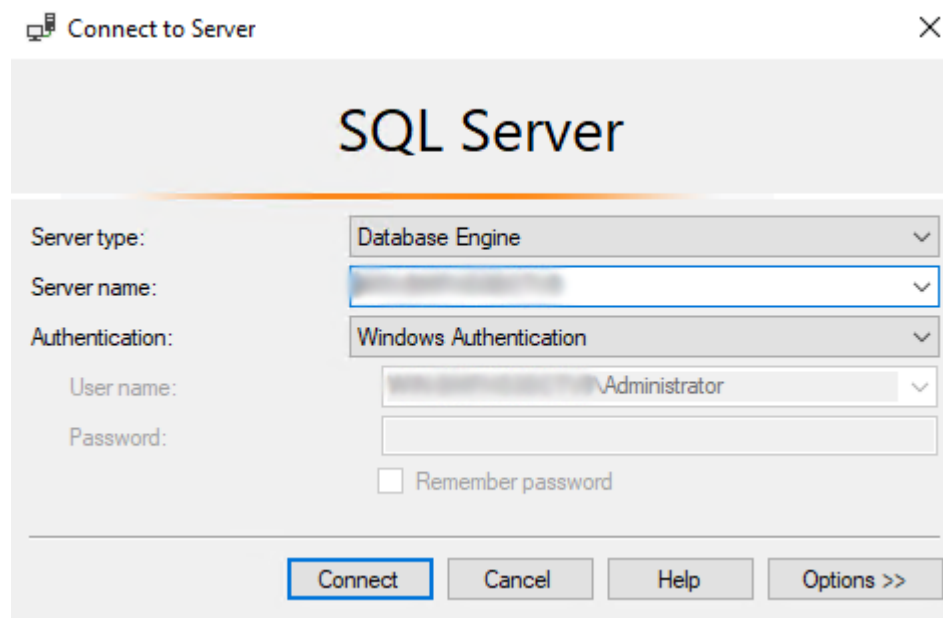 Connect to Server
SQL Server
Server type: Database Engine
Server name:
Authentication: Windows Authentication
User name: \Administrator
Password:
Remember password
Connect Cancel Help Options >>